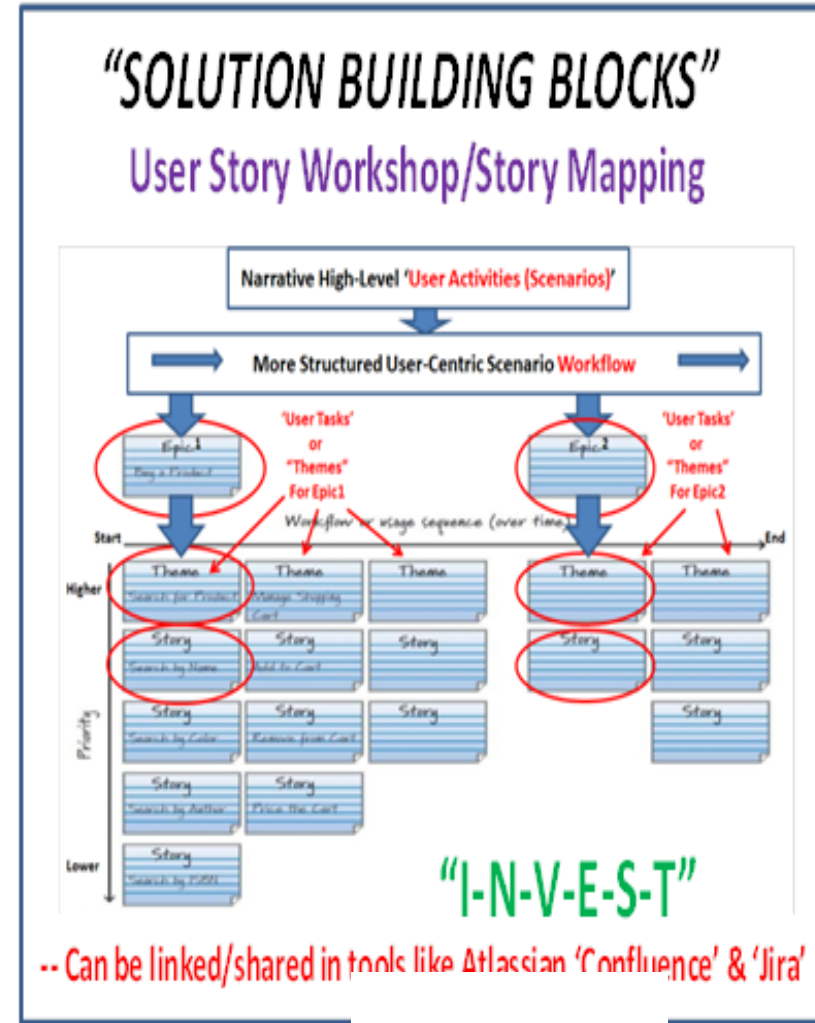 “SOLUTION BUILDING BLOCKS”
User Story Workshop/Story Mapping
Narrative High-Level ‘User Activities (Scenarios)’
More Structured User-Centric Scenario Workflow
Epic1
Buy a Product
‘User Tasks’
or
“Themes”
For Epic1
Epic2
‘User Tasks’
or
“Themes”
For Epic2
Workflow or usage sequence (over time)
Start
End
Higher
Theme
Search for Product
Theme
Manage Shopping
Cart
Theme
Theme
Theme
Story
Search by Name
Story
Add to Cart
Story
Story
Story
Priority
Story
Search by Color
Story
Remove from Cart
Story
Story
Story
Search by Author
Story
Price the Cart
Lower
Story
Search by ISBN
“I-N-V-E-S-T”
-- Can be linked/shared in tools like Atlassian ‘Confluence’ & ‘Jira’